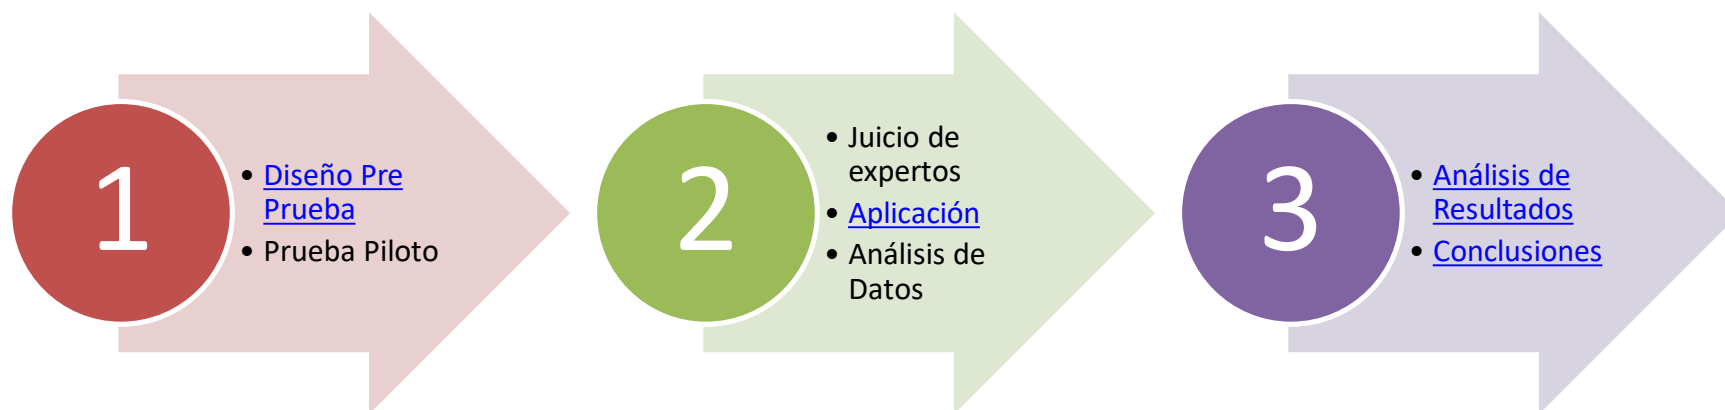 1
• Diseño Pre
Prueba
• Prueba Piloto
2
• Juicio de
expertos
• Aplicación
• Análisis de
Datos
3
• Análisis de
Resultados
• Conclusiones